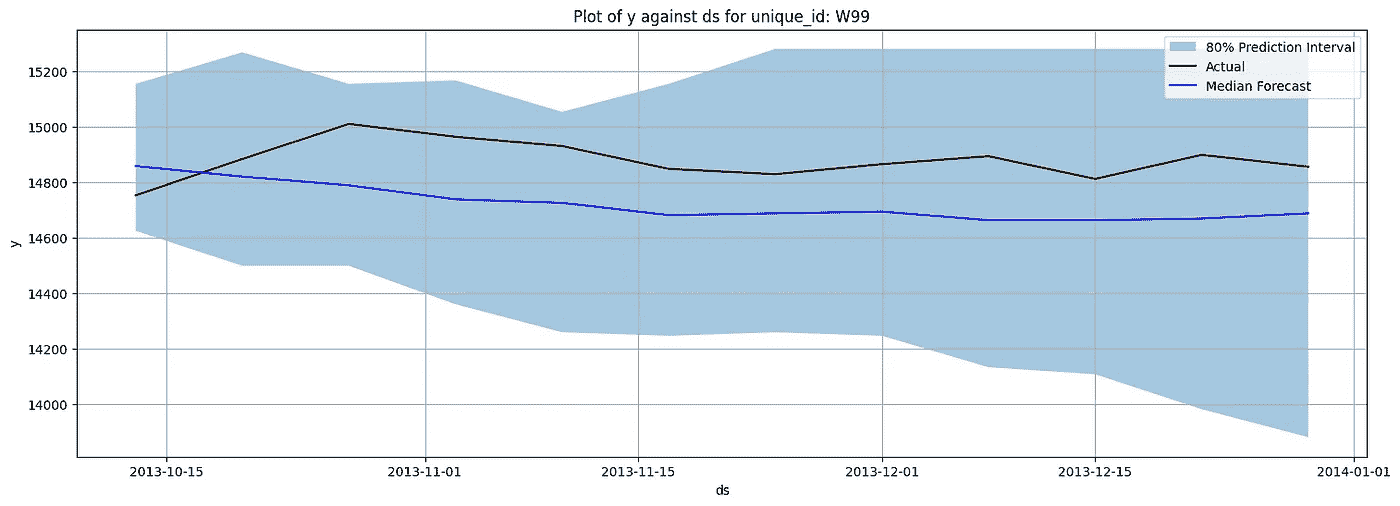 Plot of y against ds for unique_id: W99
80% Prediction Interval
Actual
Median Forecast
15200
15000
14800
14600
14400
14200
14000
y
2013-10-15
2013-11-01
2013-11-15
2013-12-01
2013-12-15
2014-01-01
ds